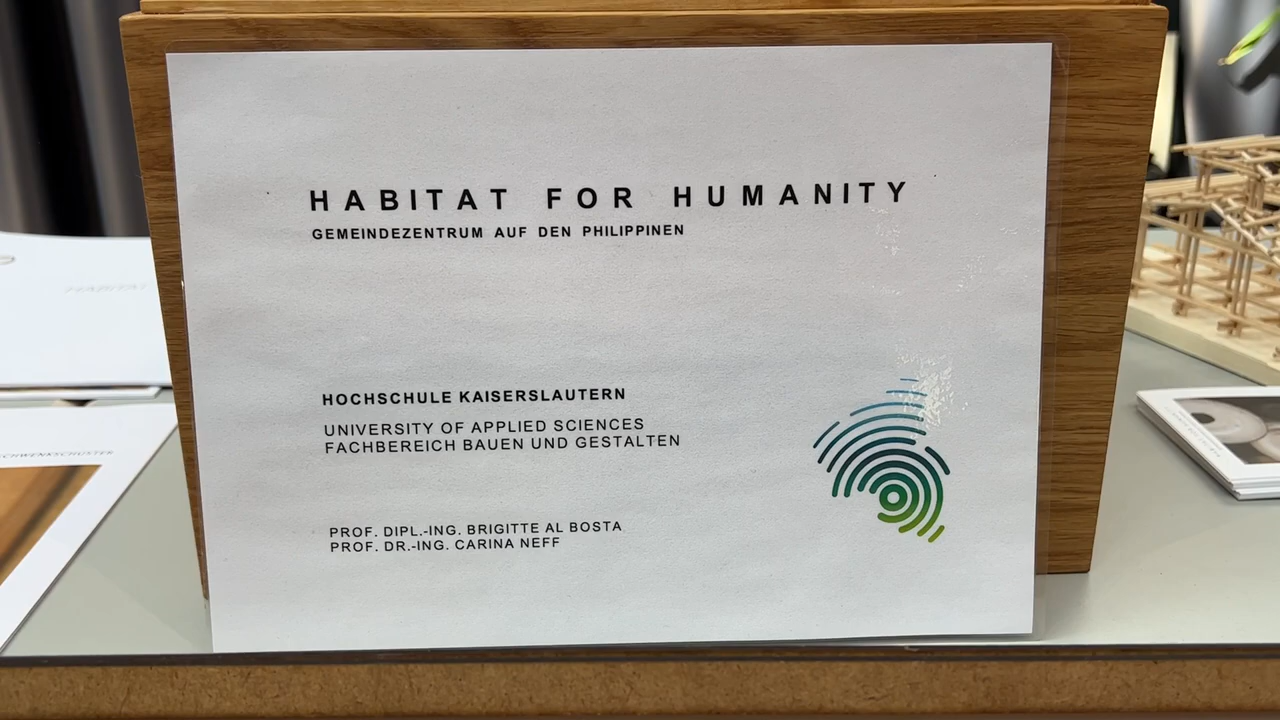 HABITAT FOR HUMANITY
GEMEINDEZENTRUM AUF DEN PHILIPPINEN
HOCHSCHULE KAISERSLAUTERN
UNIVERSITY OF APPLIED SCIENCES
FACHBEREICH BAUEN UND GESTALTEN
PROF. DIPL.-ING. BRIGITTE AL BOSTA
PROF. DR.-ING. CARINA NEFF
HABITAT